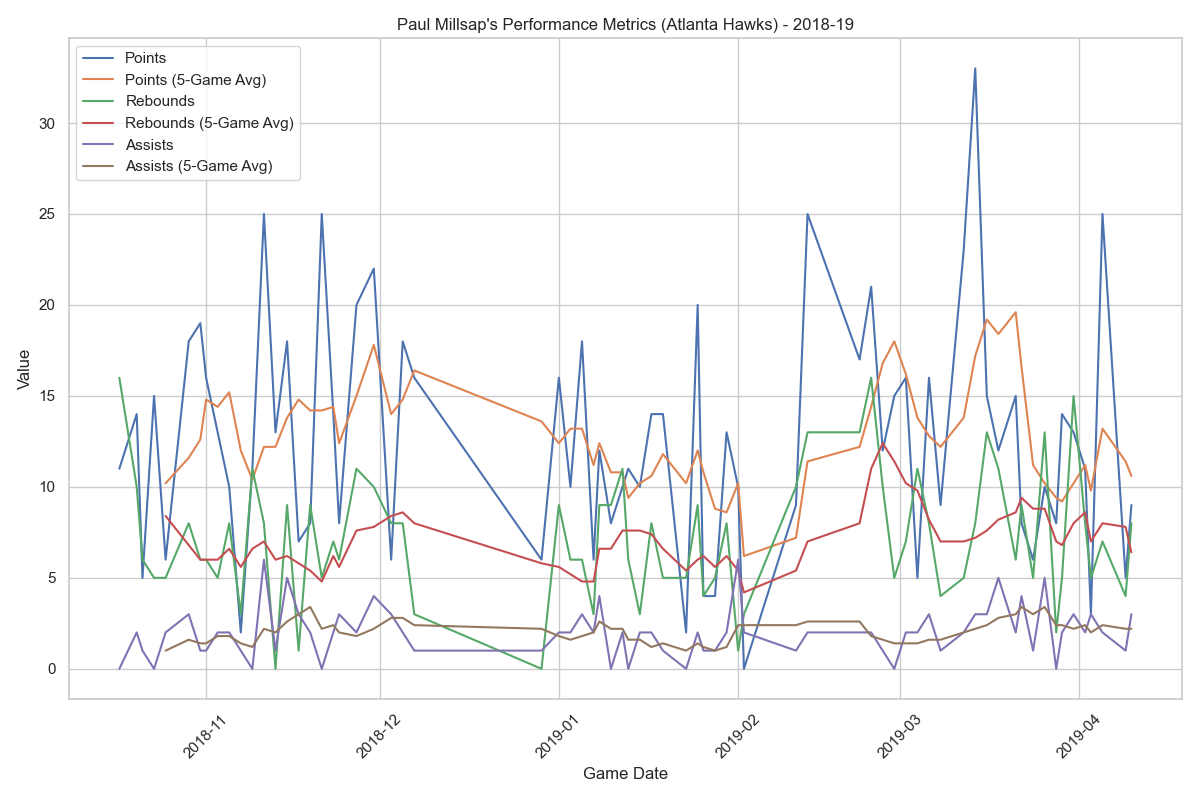 Paul Millsap's Performance Metrics (Atlanta Hawks) - 2018-19
Points
Points (5-Game Avg)
Rebounds
Rebounds (5-Game Avg)
Assists
Assists (5-Game Avg)
Value
30
25
20
15
10
5
0
2018-11
2018-12
2019-01
2019-02
2019-03
2019-04
Game Date